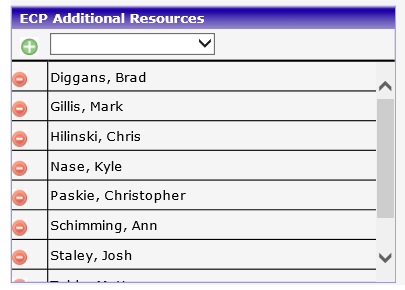 ECP Additional Resources
Diggans, Brad
Gillis, Mark
Hilinski, Chris
Nase, Kyle
Paskie, Christopher
Schimming, Ann
Staley, Josh